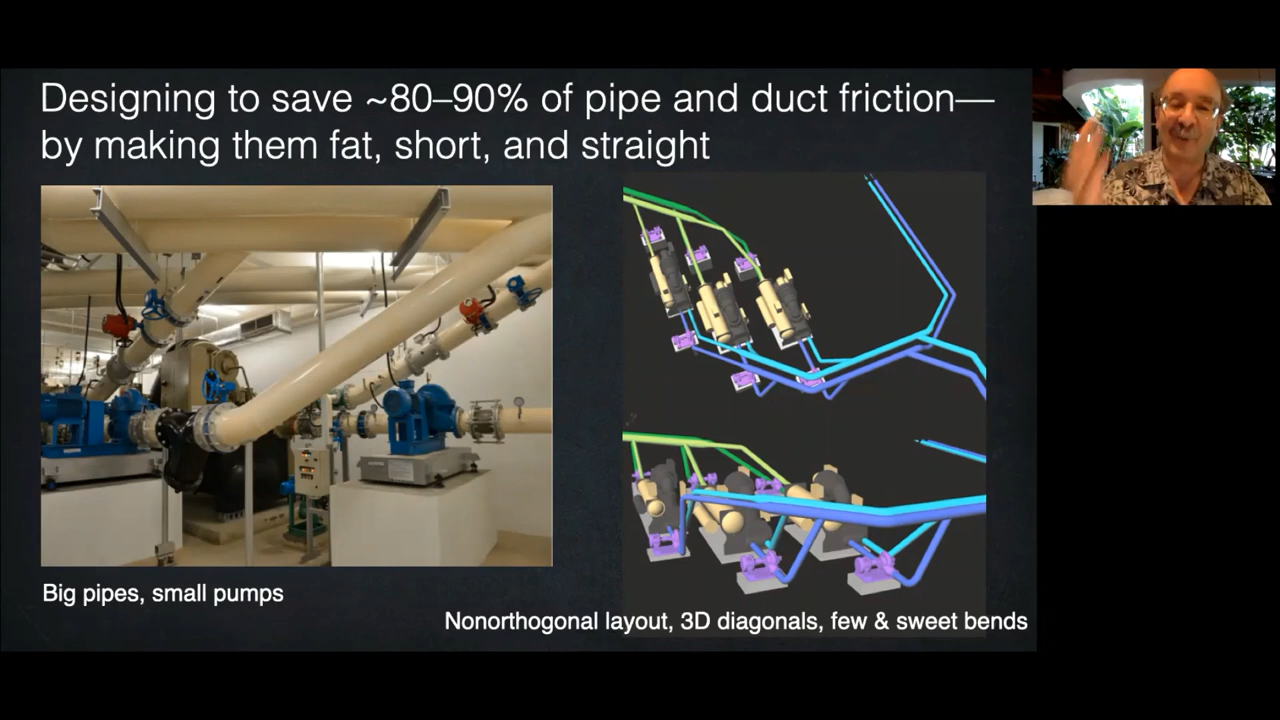 Designing to save ~80–90% of pipe and duct friction—
by making them fat, short, and straight
Big pipes, small pumps
Nonorthogonal layout, 3D diagonals, few & sweet bends